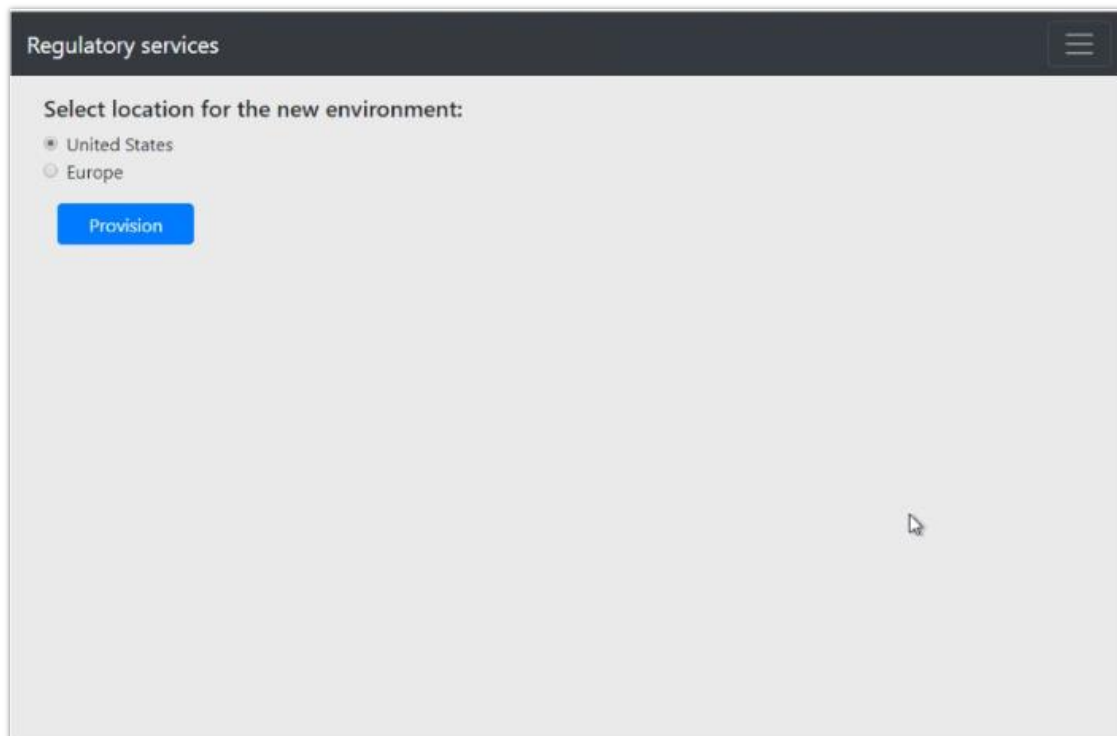 Regulatory services
Select location for the new environment:
United States
Europe
Provision